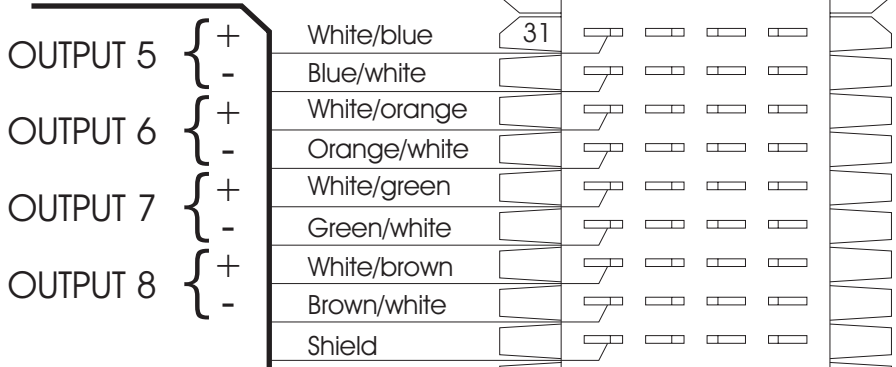 OUTPUT 5 { + White/blue 31
- Blue/white
OUTPUT 6 { + White/orange
- Orange/white
OUTPUT 7 { + White/green
- Green/white
OUTPUT 8 { + White/brown
- Brown/white
Shield